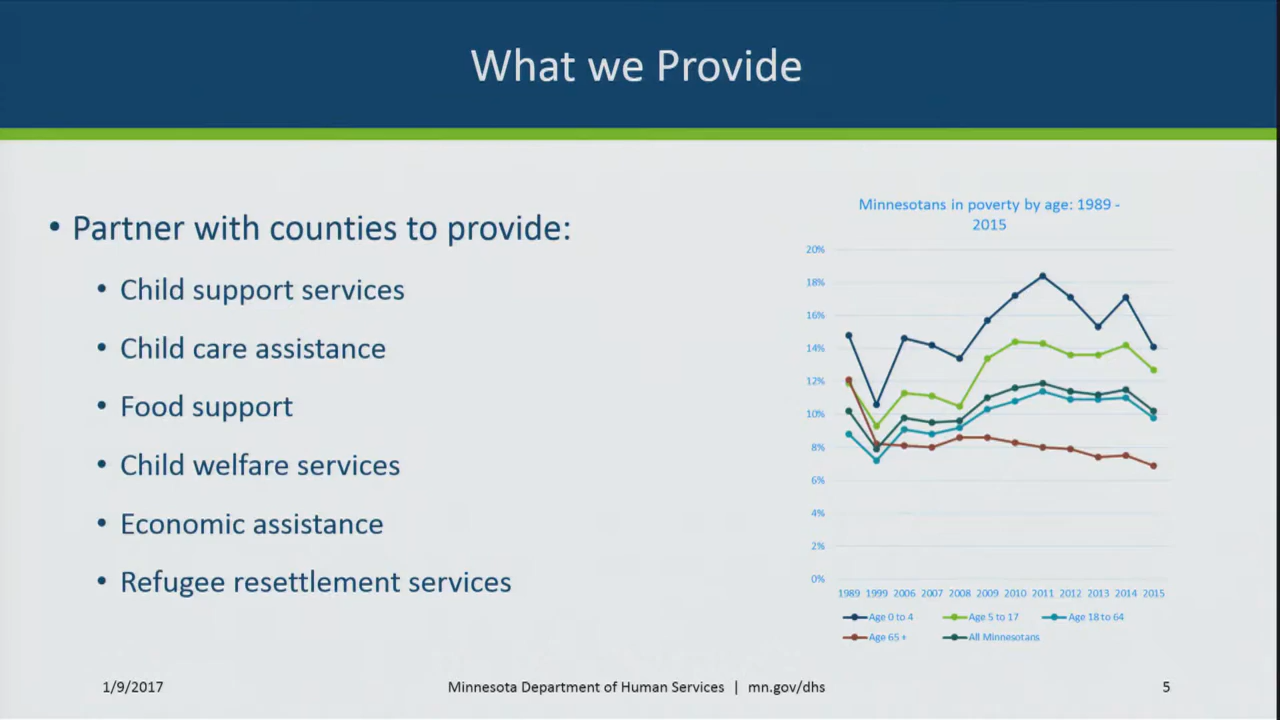 What we Provide
• Partner with counties to provide:
• Child support services
• Child care assistance
• Food support
• Child welfare services
• Economic assistance
• Refugee resettlement services
Minnesotans in poverty by age: 1989 -
2015
20%
18%
16%
14%
12%
10%
8%
6%
4%
2%
0%
1989 1999 2006 2007 2008 2009 2010 2011 2012 2013 2014 2015
Age 0 to 4 Age 5 to 17 Age 18 to 64
Age 65 + All Minnesotans
1/9/2017 Minnesota Department of Human Services | mn.gov/dhs 5